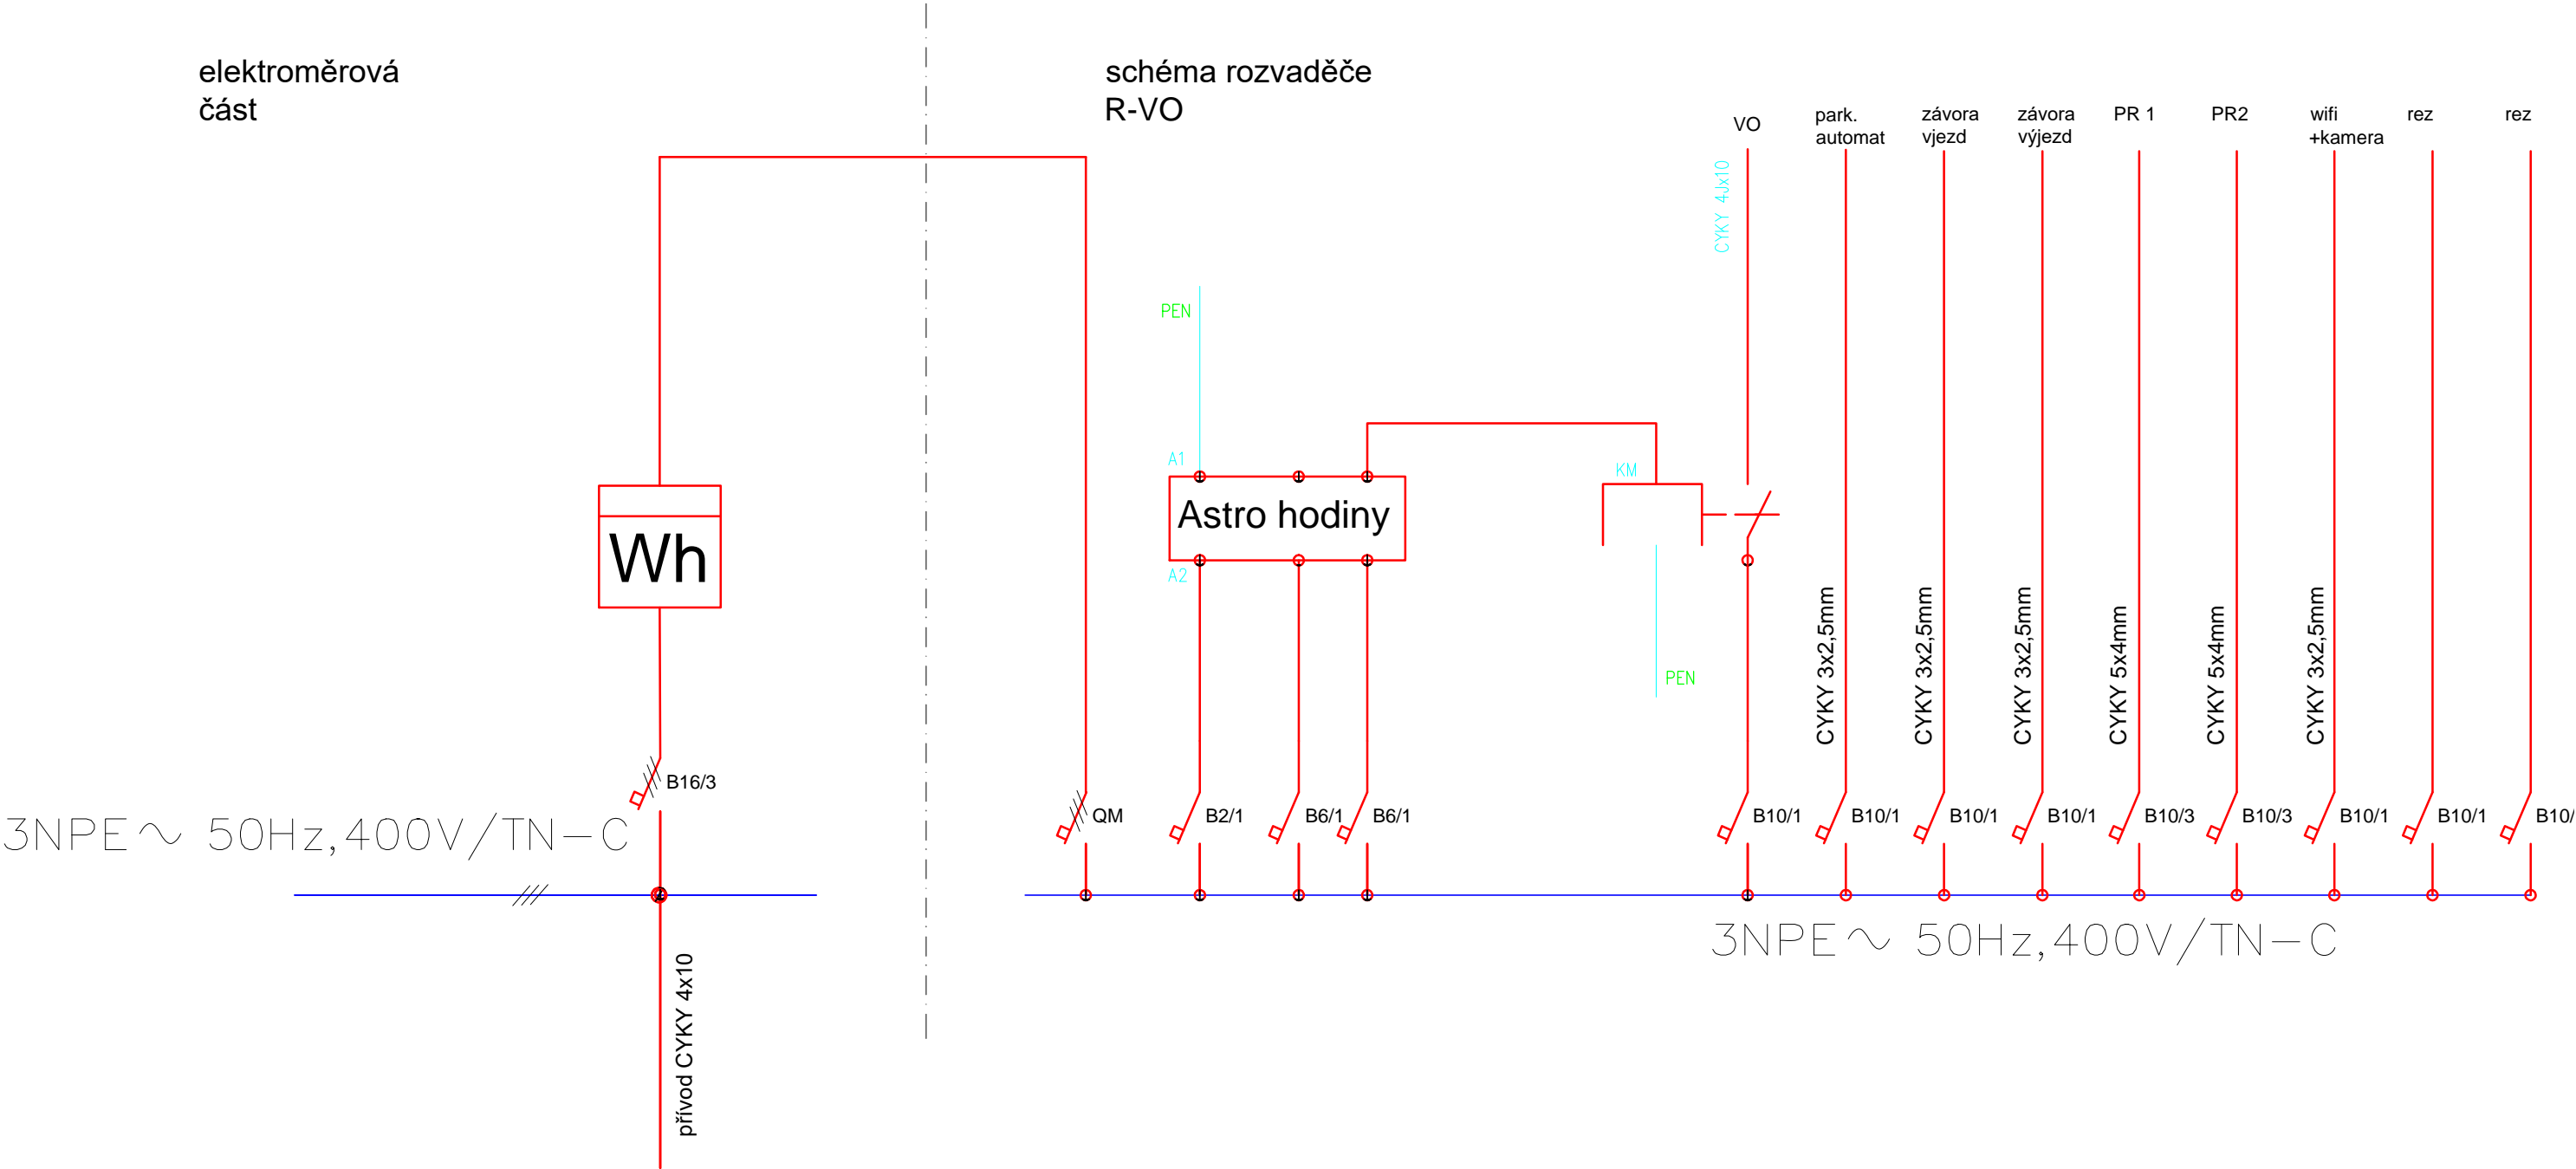 elektroměrová
část
schéma rozvaděče
R-VO
VO
park.
automat
závora
vjezd
závora
výjezd
PR 1
PR2
wifi
+kamera
rez
rez
CYKY 4Jx10
PEN
A1
Astro hodiny
A2
KM
PEN
Wh
CYKY 3x2,5mm
CYKY 3x2,5mm
CYKY 3x2,5mm
CYKY 5x4mm
CYKY 5x4mm
CYKY 3x2,5mm
B16/3
QM
B2/1
B6/1
B6/1
B10/1
B10/1
B10/1
B10/1
B10/3
B10/3
B10/1
B10/1
B10/
3NPE~ 50Hz,400V/TN-C
3NPE~ 50Hz,400V/TN-C
přívod CYKY 4x10